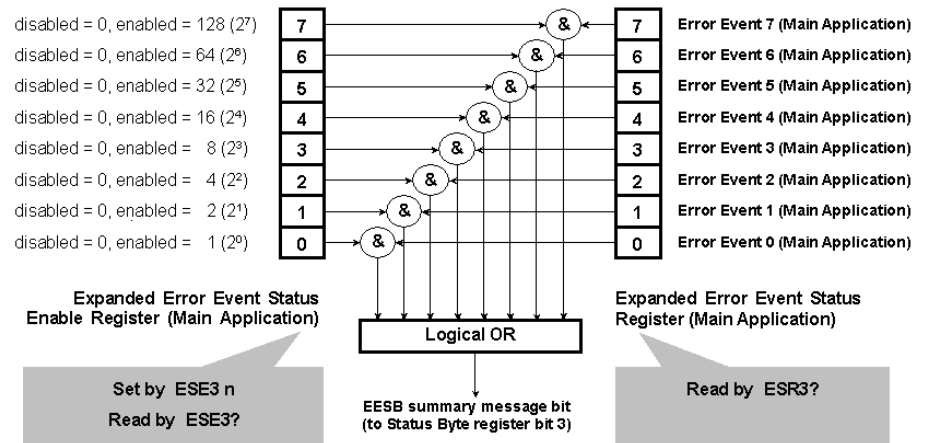 disabled = 0, enabled = 128 (2⁷) 7 & 7 Error Event 7 (Main Application)
disabled = 0, enabled = 64 (2⁶) 6 & 6 Error Event 6 (Main Application)
disabled = 0, enabled = 32 (2⁵) 5 & 5 Error Event 5 (Main Application)
disabled = 0, enabled = 16 (2⁴) 4 & 4 Error Event 4 (Main Application)
disabled = 0, enabled = 8 (2³) 3 & 3 Error Event 3 (Main Application)
disabled = 0, enabled = 4 (2²) 2 & 2 Error Event 2 (Main Application)
disabled = 0, enabled = 2 (2¹) 1 & 1 Error Event 1 (Main Application)
disabled = 0, enabled = 1 (2⁰) 0 & 0 Error Event 0 (Main Application)
Expanded Error Event Status
Enable Register (Main Application)
Expanded Error Event Status
Register (Main Application)
Logical OR
Set by ESE3 n
Read by ESE3?
Read by ESR3?
EESB summary message bit
(to Status Byte register bit 3)